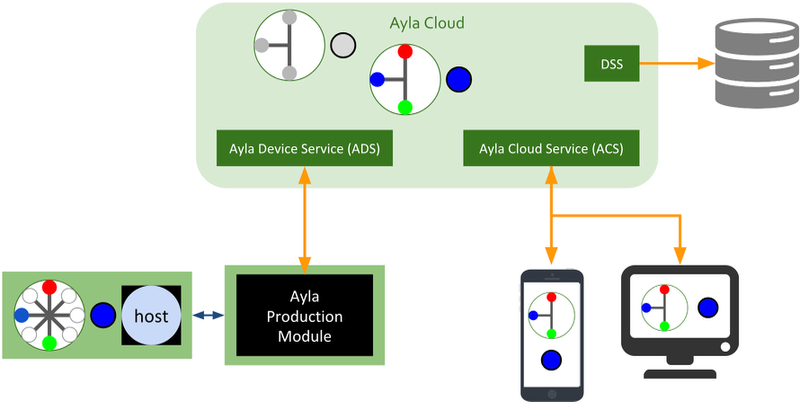 Ayla Cloud
DSS
Ayla Device Service (ADS)
Ayla Cloud Service (ACS)
host
Ayla
Production
Module